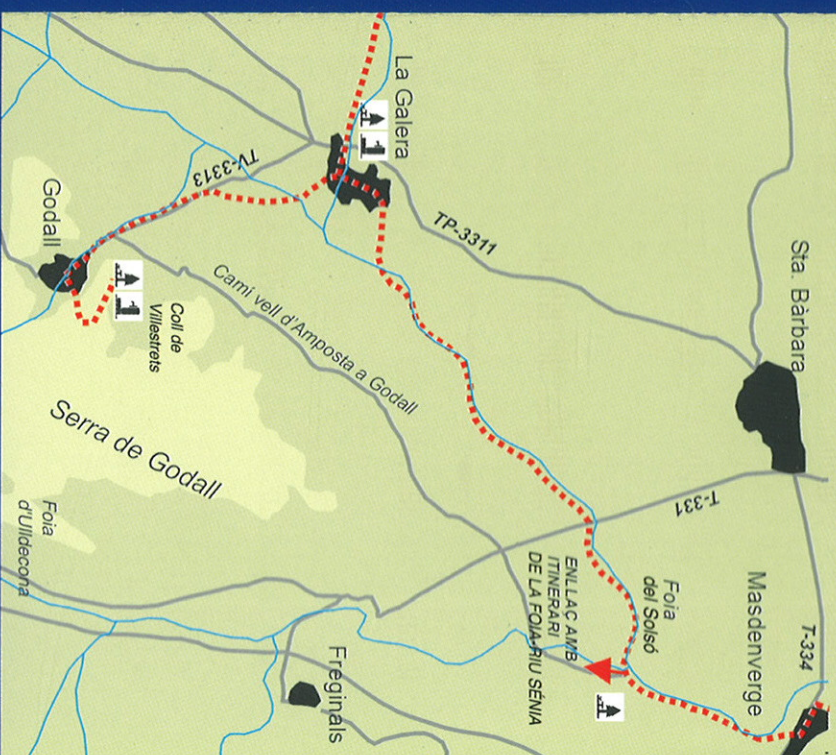 La Galera
TV-3313
TP-3311
Godall
Camí vell d'Amposta a Godall
Coll de
Villestrets
Sta. Bàrbara
Serra de Godall
Foia
d'Ulldecona
T-331
ENLLAÇ AMB
ITINERARI
DE LA FOIA-RIU SÉNIA
Foia
del Solsó
Masdenverge
T-334
Freginals